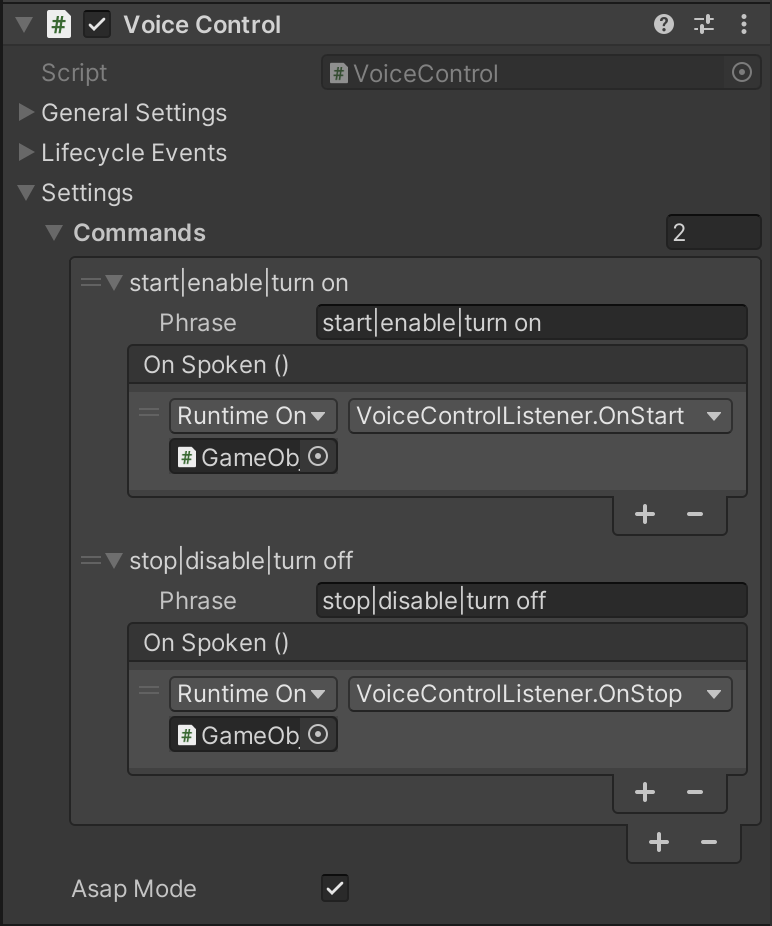 Voice Control
Script VoiceControl
General Settings
Lifecycle Events
Settings
Commands 2
start|enable|turn on
Phrase start|enable|turn on
On Spoken ()
Runtime On VoiceControlListener.OnStart
GameOb
stop|disable|turn off
Phrase stop|disable|turn off
On Spoken ()
Runtime On VoiceControlListener.OnStop
GameOb
Asap Mode